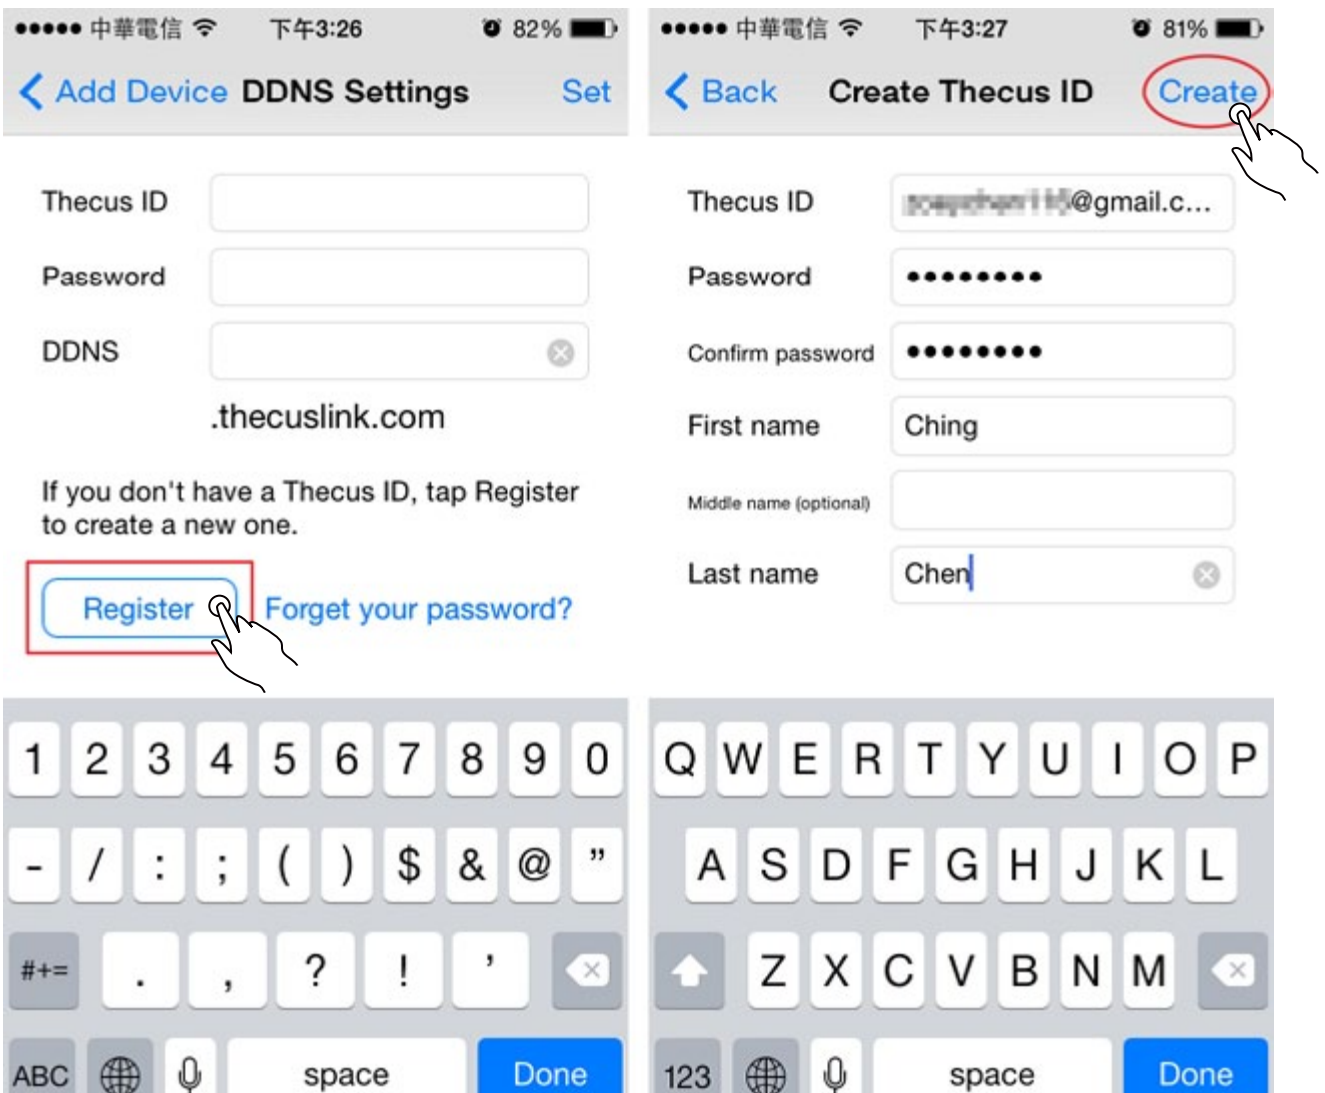 中華電信 下午3:26 82%
Add Device DDNS Settings Set
Thecus ID
Password
DDNS
.thecuslink.com
If you don't have a Thecus ID, tap Register
to create a new one.
Register Forget your password?
1 2 3 4 5 6 7 8 9 0
- / : ; ( ) $ & @ ”
#+= . , ? ! ’
ABC space Done
中華電信 下午3:27 81%
Back Create Thecus ID Create
Thecus ID @gmail.c...
Password ●●●●●●●●
Confirm password ●●●●●●●●
First name Ching
Middle name (optional)
Last name Chen
Q W E R T Y U I O P
A S D F G H J K L
Z X C V B N M
123 space Done